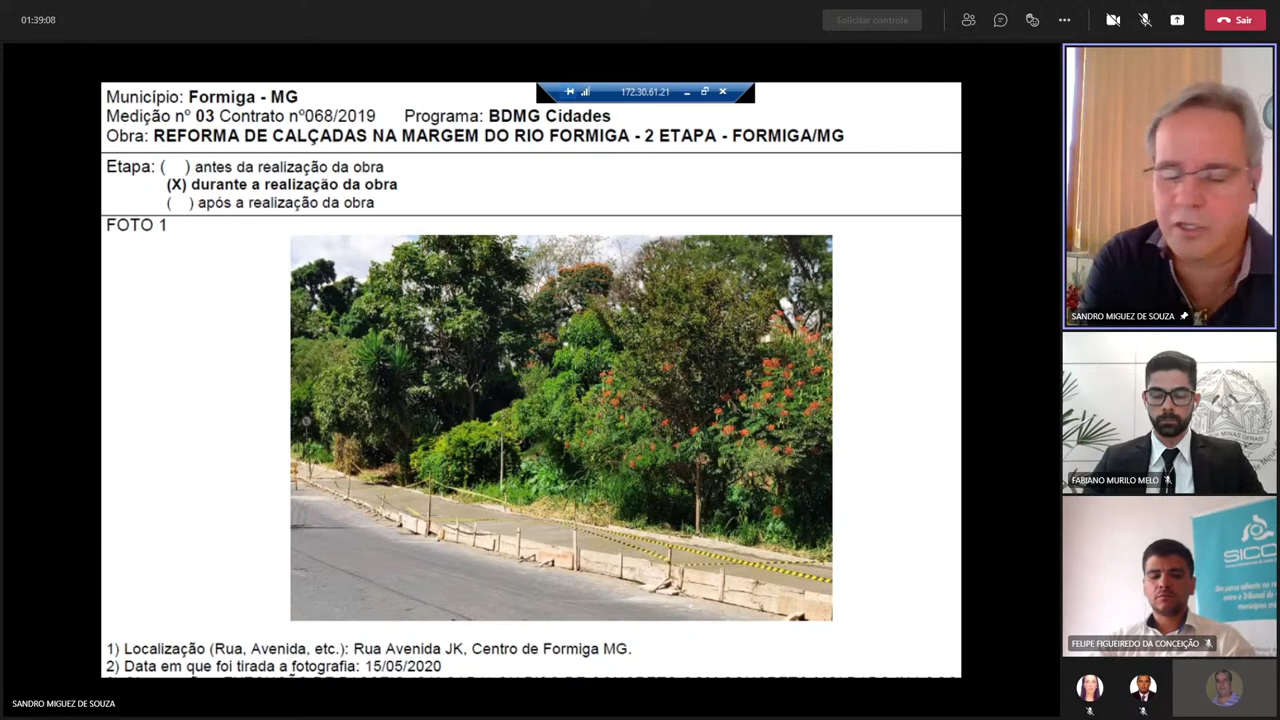 01:39:08
Solicitar controle
Sair
172.30.61.21
Município: Formiga - MG
Medição nº 03 Contrato nº068/2019 Programa: BDMG Cidades
Obra: REFORMA DE CALÇADAS NA MARGEM DO RIO FORMIGA - 2 ETAPA - FORMIGA/MG
Etapa: ( ) antes da realização da obra
(X) durante a realização da obra
( ) após a realização da obra
FOTO 1
1) Localização (Rua, Avenida, etc.): Rua Avenida JK, Centro de Formiga MG.
2) Data em que foi tirada a fotografia: 15/05/2020
SANDRO MIGUEZ DE SOUZA
FABIANO MURILO MELO
SICO
FELIPE FIGUEIREDO DA CONCEIÇÃO
SANDRO MIGUEZ DE SOUZA